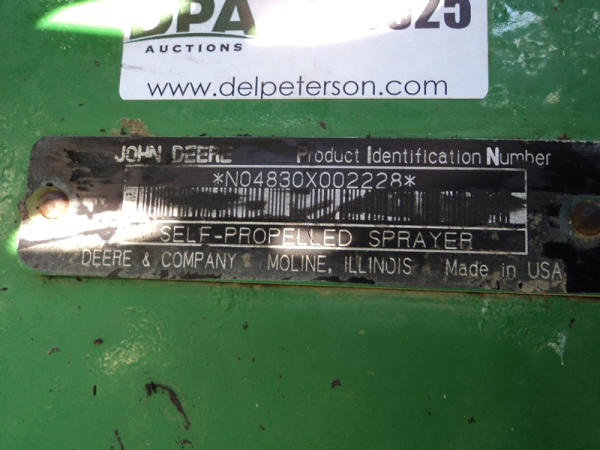 DPA
AUCTIONS
www.delpeterson.com
JOHN DEERE Product Identification Number
*N04830X002228*
SELF-PROPELLED SPRAYER
DEERE & COMPANY MOLINE, ILLINOIS Made in USA